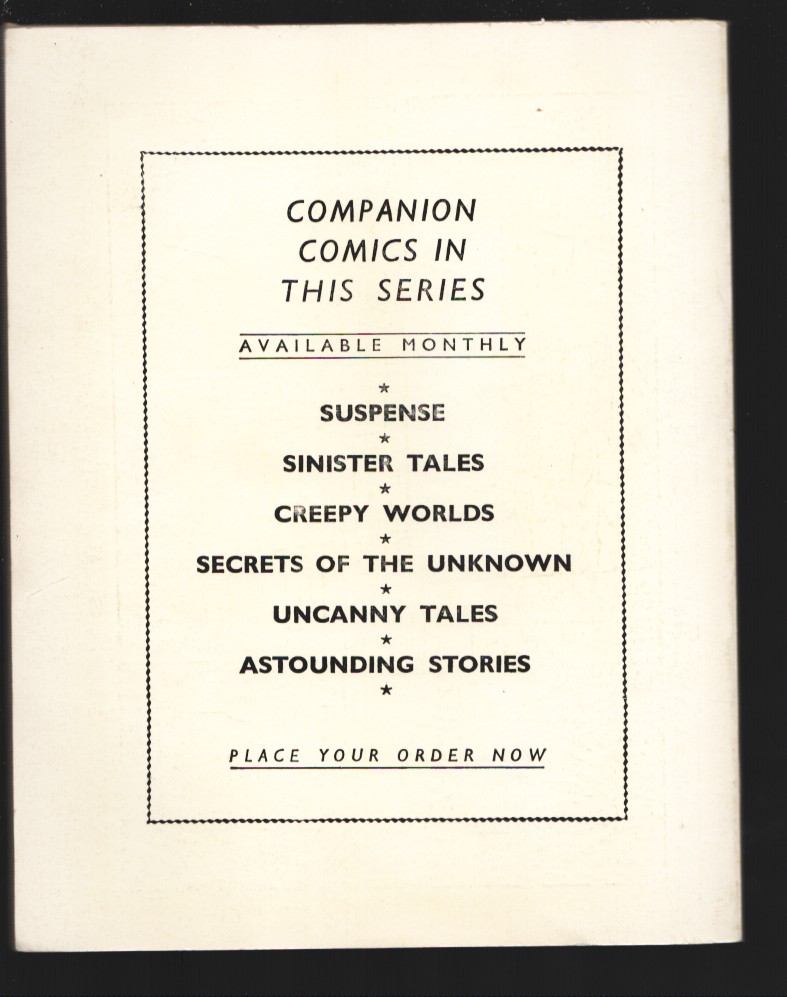 COMPANION
COMICS IN
THIS SERIES
AVAILABLE MONTHLY
★
SUSPENSE
★
SINISTER TALES
★
CREEPY WORLDS
★
SECRETS OF THE UNKNOWN
★
UNCANNY TALES
★
ASTOUNDING STORIES
★
PLACE YOUR ORDER NOW